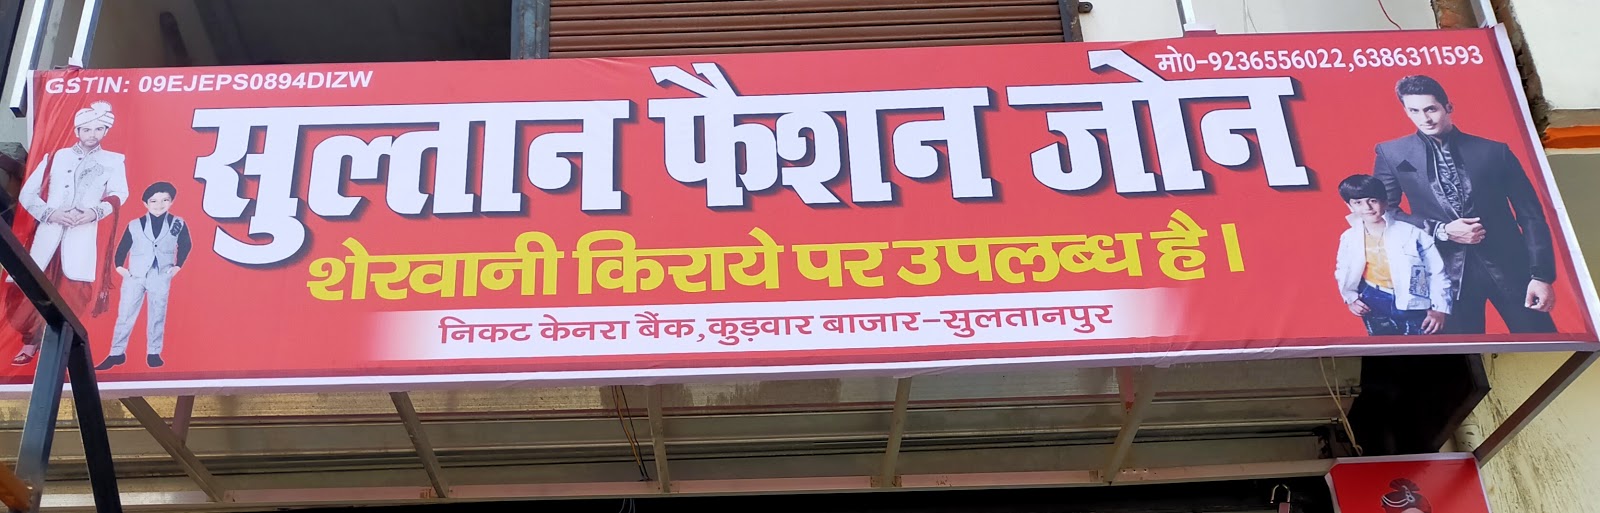 GSTIN: 09EJEPS0894DIZW
मो0-9236556022,6386311593
सुल्तान फैशन जोन
शेरवानी किराये पर उपलब्ध है।
निकट केनरा बैंक,कुड़वार बाजार-सुलतानपुर